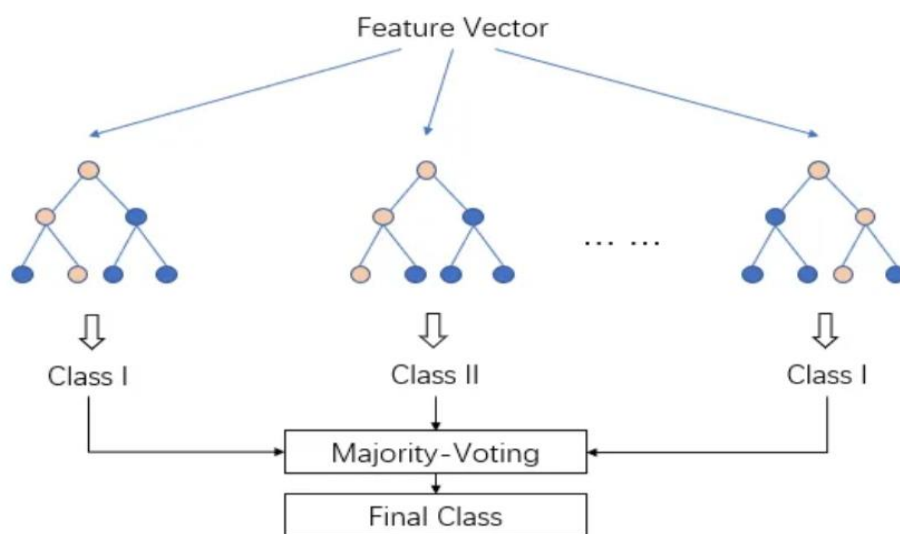 Feature Vector
... ...
Class I
Class II
Class I
Majority-Voting
Final Class